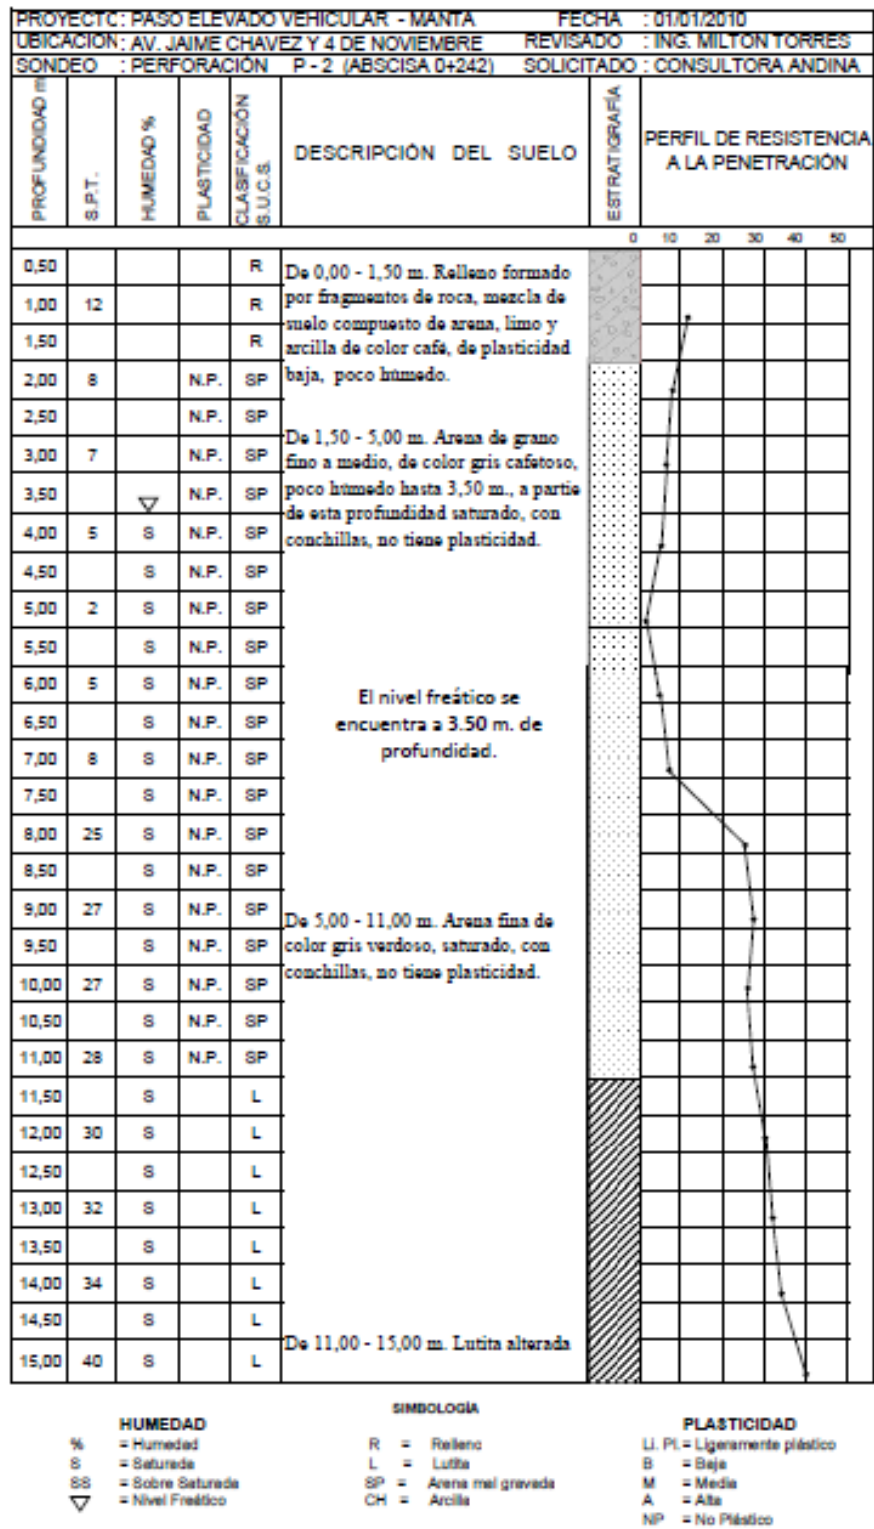 PROYECTO: PASO ELEVADO VEHICULAR - MANTA FECHA : 01/01/2010
UBICACION: AV. JAIME CHAVEZ Y 4 DE NOVIEMBRE REVISADO : ING. MILTON TORRES
SONDEO : PERFORACIÓN P - 2 (ABSCISA 0+242) SOLICITADO : CONSULTORA ANDINA
PROFUNDIDAD m S.P.T. HUMEDAD % PLASTICIDAD CLASIFICACIÓN S.U.C.S. DESCRIPCIÓN DEL SUELO ESTRATIGRAFÍA PERFIL DE RESISTENCIA A LA PENETRACIÓN
0 10 20 30 40 50
0,50 R
1,00 12 R
1,50 R
De 0,00 - 1,50 m. Relleno formado
por fragmentos de roca, mezcla de
suelo compuesto de arena, limo y
arcilla de color café, de plasticidad
baja, poco húmedo.
2,00 8 N.P. SP
2,50 N.P. SP
3,00 7 N.P. SP
3,50 N.P. SP
4,00 5 S N.P. SP
4,50 S N.P. SP
5,00 2 S N.P. SP
De 1,50 - 5,00 m. Arena de grano
fino a medio, de color gris cafetoso,
poco húmedo hasta 3,50 m., a partie
de esta profundidad saturado, con
conchillas, no tiene plasticidad.
5,50 S N.P. SP
6,00 5 S N.P. SP
6,50 S N.P. SP
7,00 8 S N.P. SP
El nivel freático se
encuentra a 3.50 m. de
profundidad.
7,50 S N.P. SP
8,00 25 S N.P. SP
8,50 S N.P. SP
9,00 27 S N.P. SP
9,50 S N.P. SP
10,00 27 S N.P. SP
10,50 S N.P. SP
11,00 28 S N.P. SP
De 5,00 - 11,00 m. Arena fina de
color gris verdoso, saturado, con
conchillas, no tiene plasticidad.
11,50 S L
12,00 30 S L
12,50 S L
13,00 32 S L
13,50 S L
14,00 34 S L
14,50 S L
15,00 40 S L
De 11,00 - 15,00 m. Lutita alterada
SIMBOLOGÍA
HUMEDAD
% = Humedad
S = Saturada
SS = Sobre Saturada
▽ = Nivel Freático
R = Relleno
L = Lutita
SP = Arena mal gravada
CH = Arcilla
PLASTICIDAD
Li. Pl. = Ligeramente plástico
B = Baja
M = Media
A = Alta
NP = No Plástico